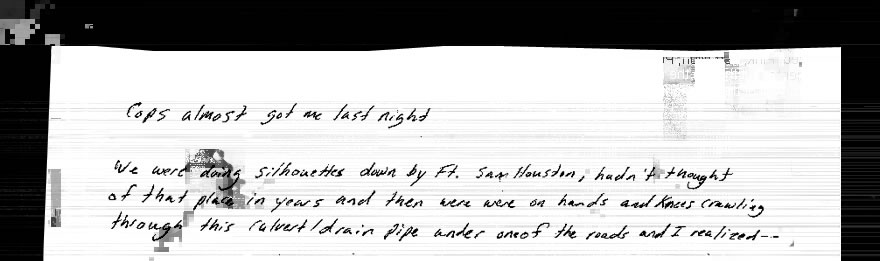 Cops almost got me last night
We were doing silhouettes down by Ft. Sam Houston, hadn't thought
of that place in years and then were were on hands and knees crawling
through this culvert/drain pipe under one of the roads and I realized--